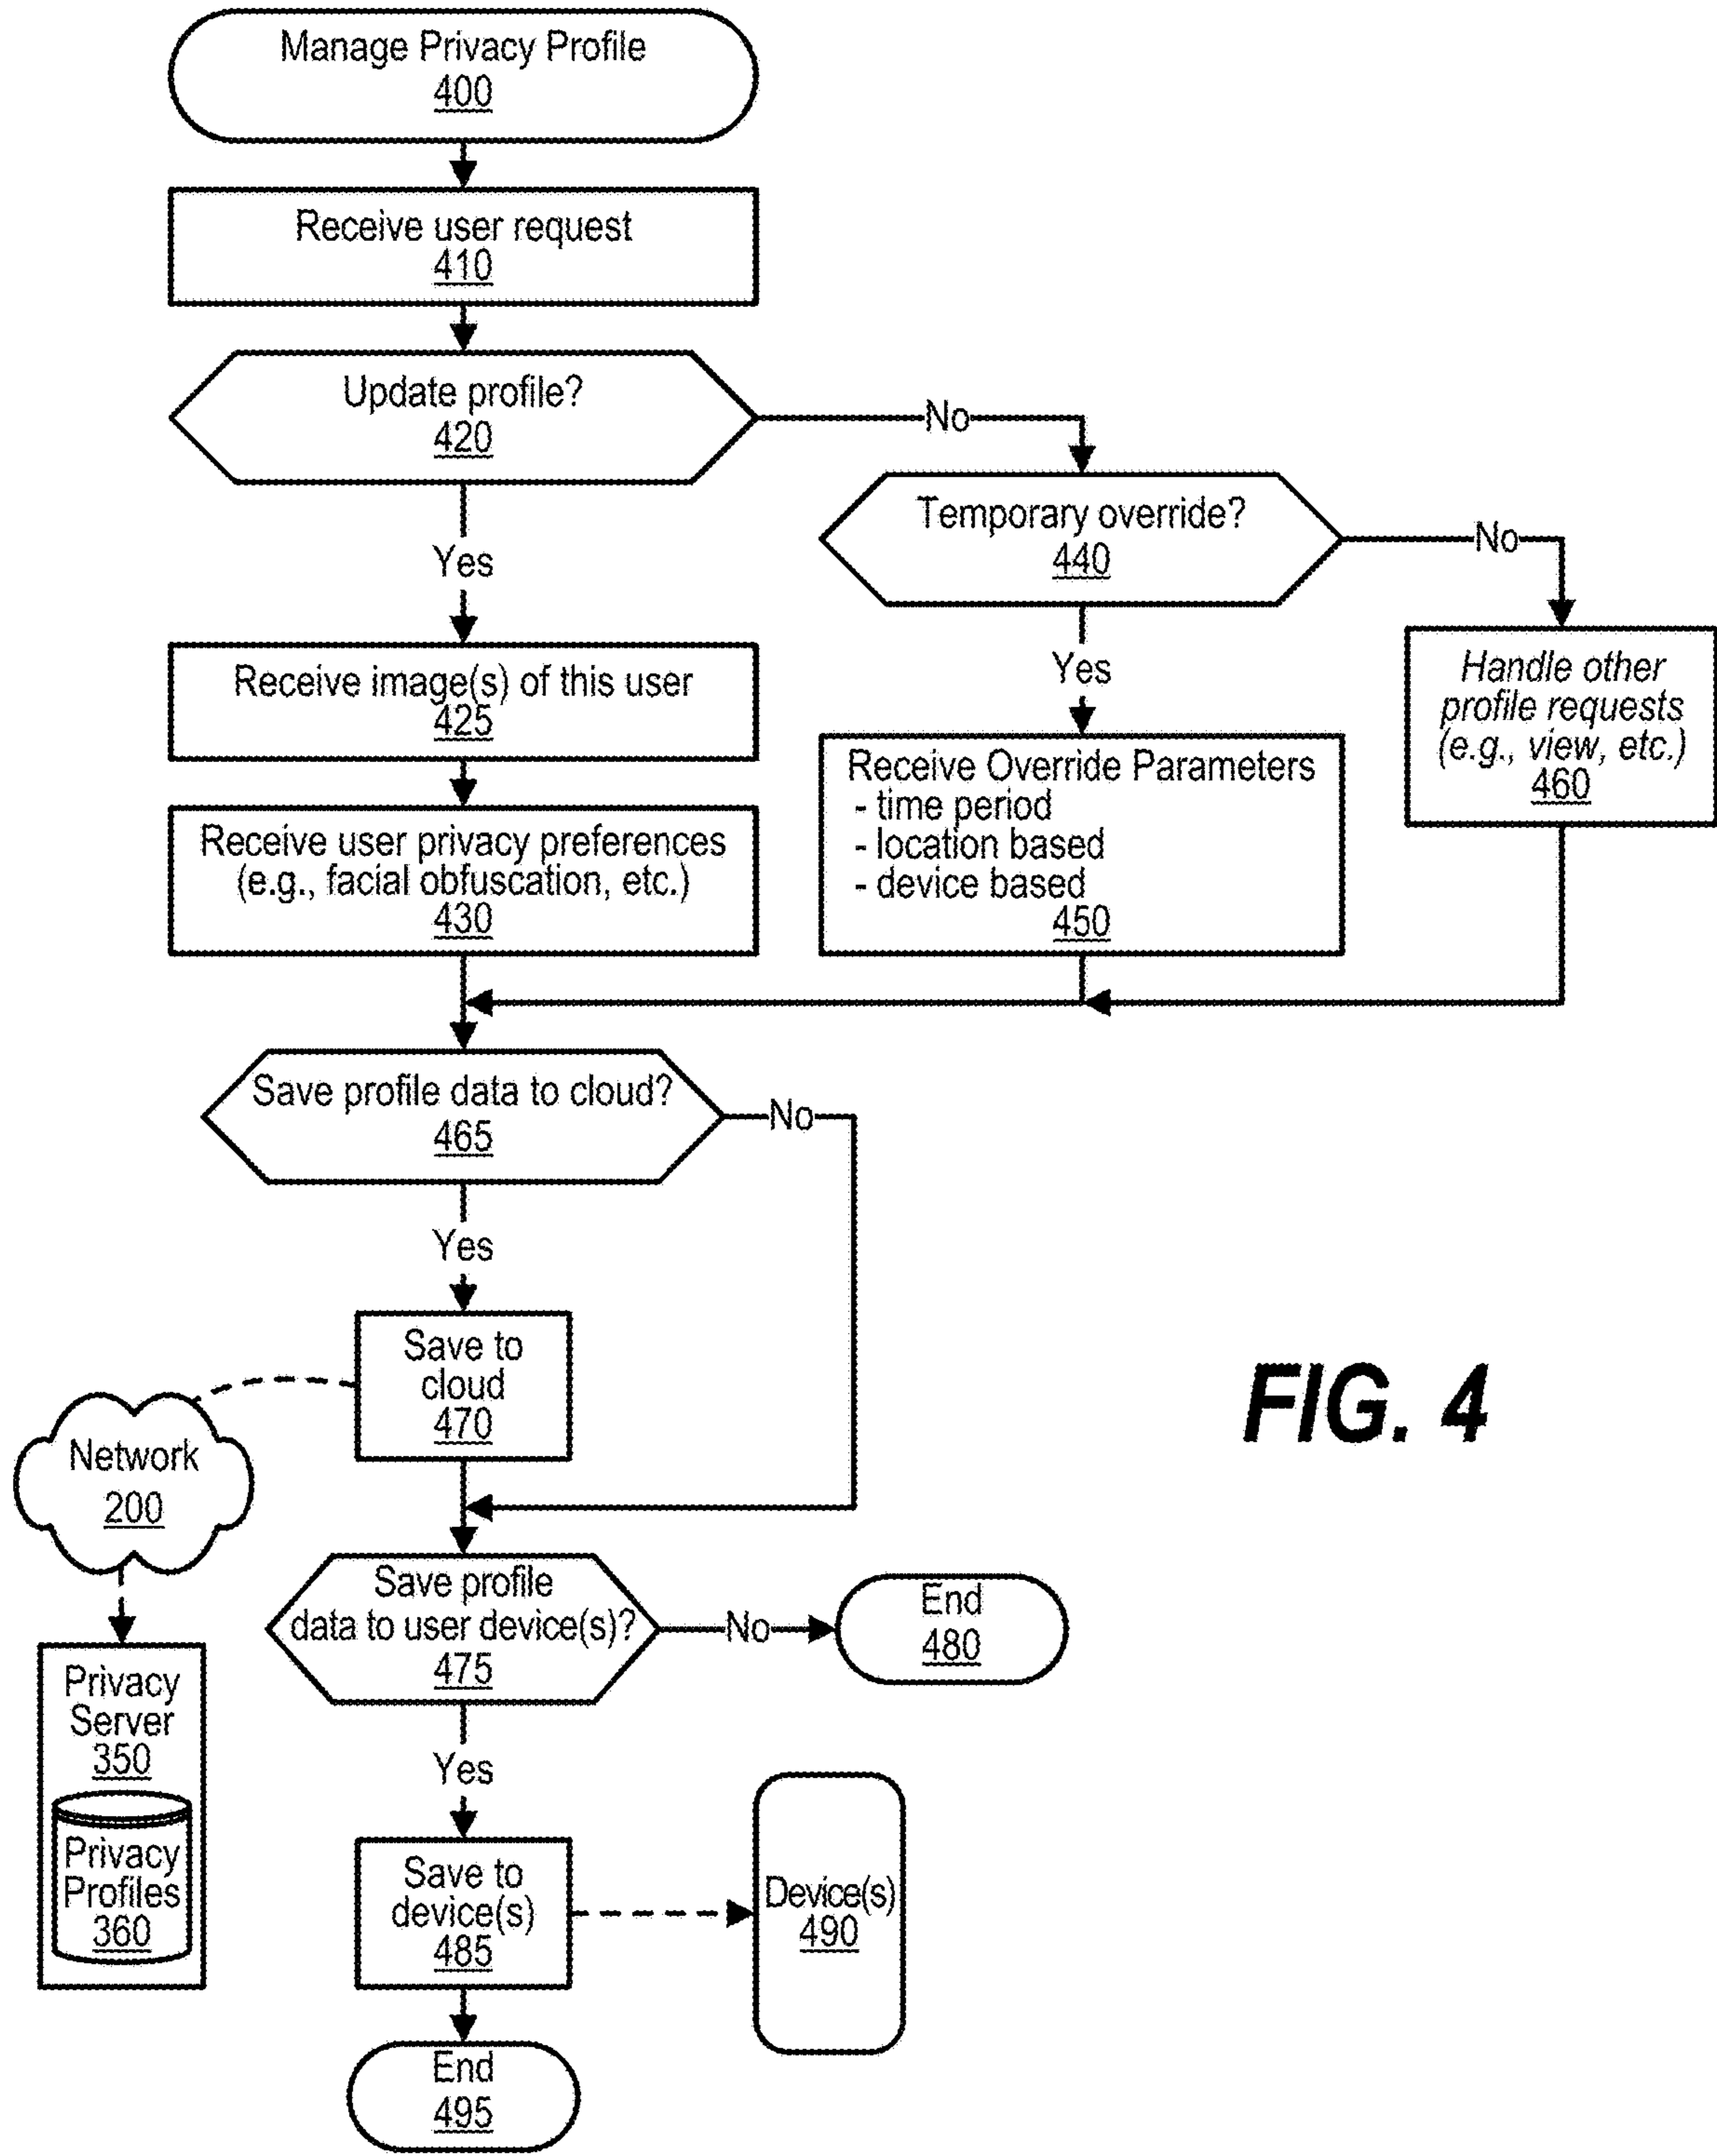 Manage Privacy Profile
400
Receive user request
410
Update profile?
420
No
Yes
Temporary override?
440
No
Yes
Receive image(s) of this user
425
Receive user privacy preferences
(e.g., facial obfuscation, etc.)
430
Receive Override Parameters
- time period
- location based
- device based
450
Handle other
profile requests
(e.g., view, etc.)
460
Save profile data to cloud?
465
No
Yes
Save to
cloud
470
Network
200
Privacy
Server
350
Privacy
Profiles
360
Save profile
data to user device(s)?
475
No
End
480
Yes
Save to
device(s)
485
Device(s)
490
End
495
FIG. 4